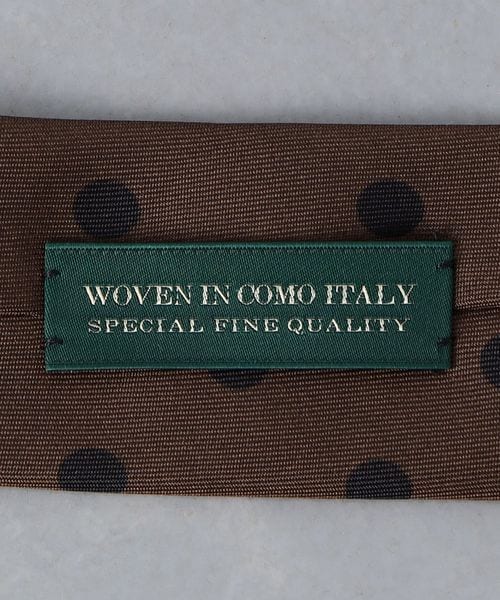 WOVEN IN COMO ITALY
SPECIAL FINE QUALITY